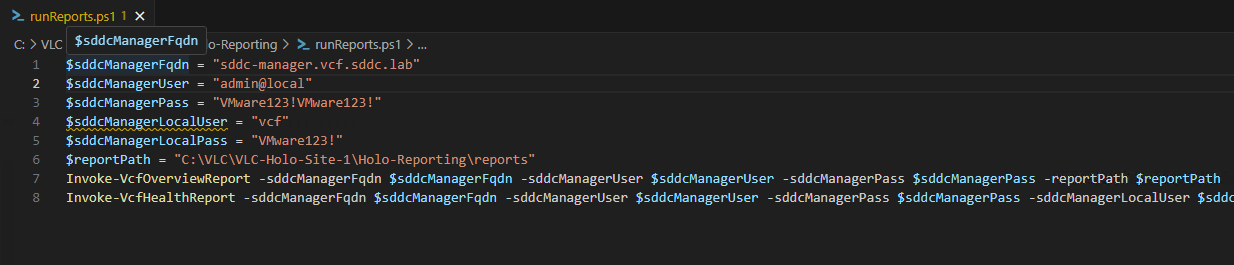 runReports.ps1 1
C: > VLC
$sddcManagerFqdn
o-Reporting > runReports.ps1 > ...
1 $sddcManagerFqdn = "sddc-manager.vcf.sddc.lab"
2 $sddcManagerUser = "admin@local"
3 $sddcManagerPass = "VMware123!VMware123!"
4 $sddcManagerLocalUser = "vcf"
5 $sddcManagerLocalPass = "VMware123!"
6 $reportPath = "C:\VLC\VLC-Holo-Site-1\Holo-Reporting\reports"
7 Invoke-VcfOverviewReport -sddcManagerFqdn $sddcManagerFqdn -sddcManagerUser $sddcManagerUser -sddcManagerPass $sddcManagerPass -reportPath $reportPath
8 Invoke-VcfHealthReport -sddcManagerFqdn $sddcManagerFqdn -sddcManagerUser $sddcManagerUser -sddcManagerPass $sddcManagerPass -sddcManagerLocalUser $sddc